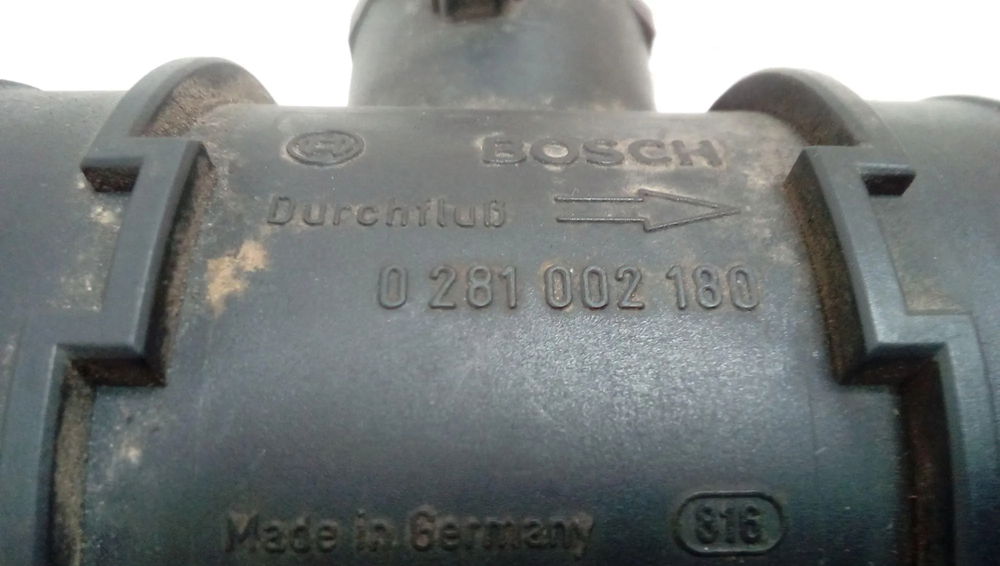 BOSCH
Durchfluß
0 281 002 180
Made in Germany
816